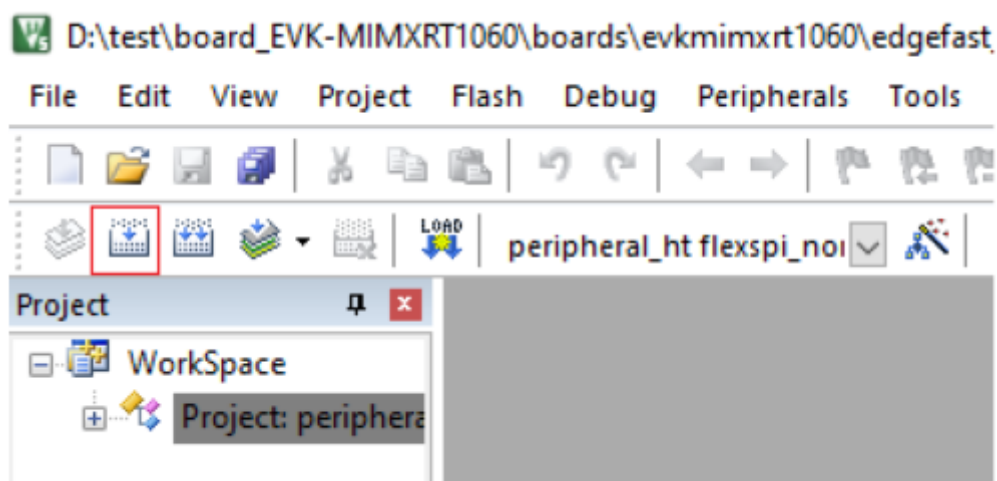 D:\test\board_EVK-MIMXRT1060\boards\evkmimxrt1060\edgefast_
File Edit View Project Flash Debug Peripherals Tools
LOAD peripheral_ht flexspi_nor
Project
WorkSpace
Project: periphera